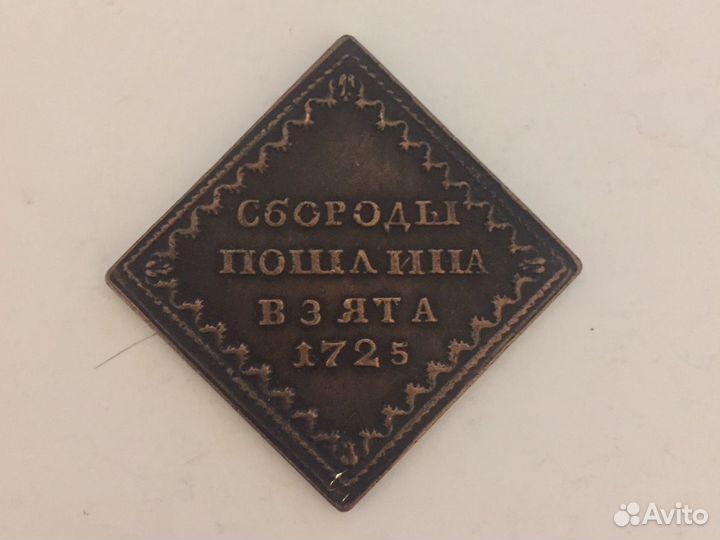 СБОРОДЫ
ПОШЛИНА
ВЗЯТА
1725
Avito